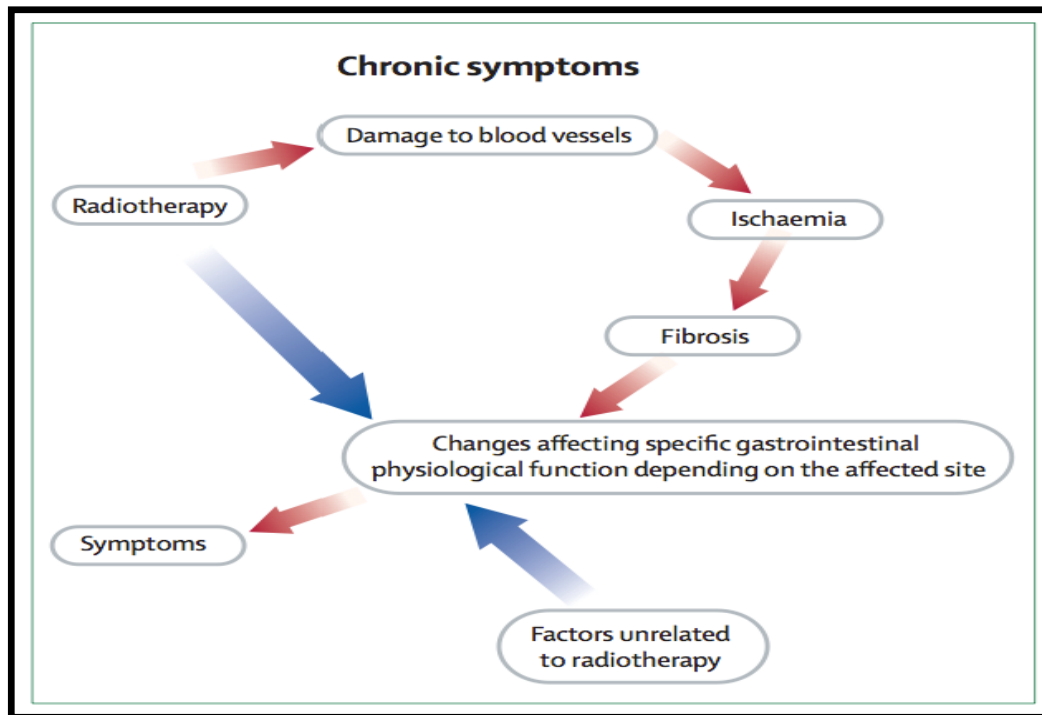 Chronic symptoms
Damage to blood vessels
Radiotherapy
Ischaemia
Fibrosis
Changes affecting specific gastrointestinal
physiological function depending on the affected site
Symptoms
Factors unrelated
to radiotherapy